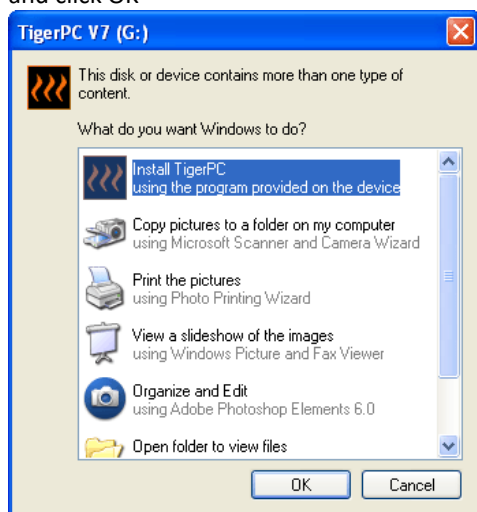 and click OK
TigerPC V7 (G:)
This disk or device contains more than one type of
content.
What do you want Windows to do?
Install TigerPC
using the program provided on the device
Copy pictures to a folder on my computer
using Microsoft Scanner and Camera Wizard
Print the pictures
using Photo Printing Wizard
View a slideshow of the images
using Windows Picture and Fax Viewer
Organize and Edit
using Adobe Photoshop Elements 6.0
Open folder to view files
OK Cancel